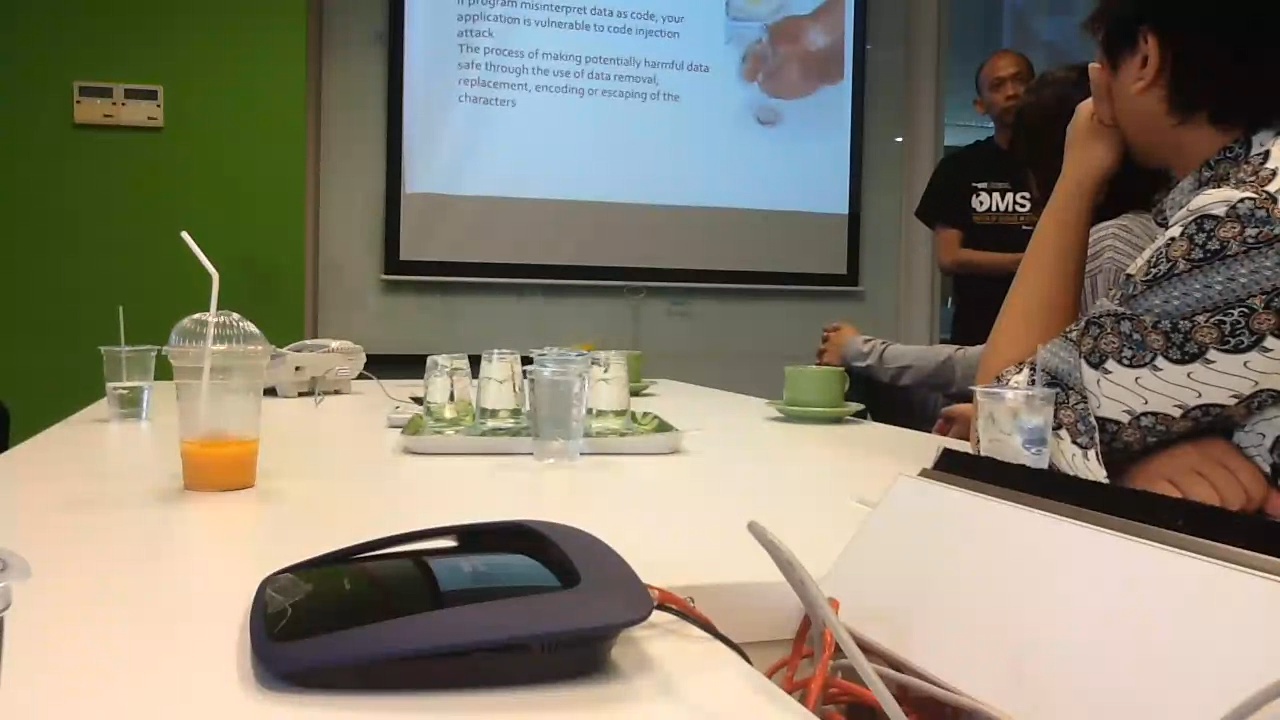 If program misinterpret data as code, your
application is vulnerable to code injection
attack
The process of making potentially harmful data
safe through the use of data removal,
replacement, encoding or escaping of the
characters
OMS